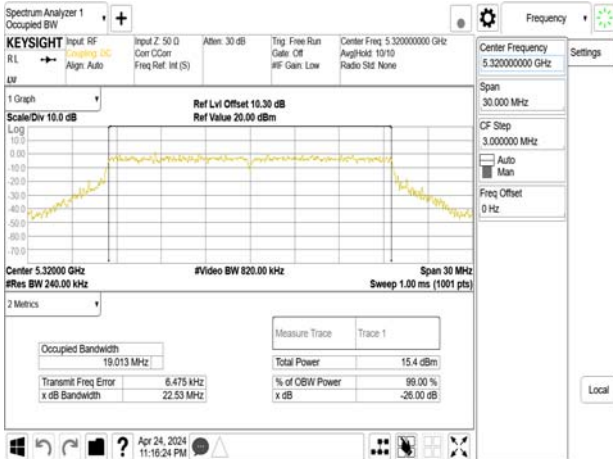 Spectrum Analyzer 1
Occupied BW
+
Frequency
KEYSIGHT
Input: RF
Coupling: DC
Align: Auto
Input Z: 50 Ω
Corr CCorr
Freq Ref: Int (S)
Atten: 30 dB
Trig: Free Run
Gate: Off
#IF Gain: Low
Center Freq: 5.320000000 GHz
Avg|Hold: 10/10
Radio Std: None
RL
LXI
Center Frequency
5.320000000 GHz
Settings
Span
30.000 MHz
CF Step
3.000000 MHz
Auto
Man
Freq Offset
0 Hz
Local
1 Graph
Scale/Div 10.0 dB
Ref Lvl Offset 10.30 dB
Ref Value 20.00 dBm
Log
10.0
0.00
-10.0
-20.0
-30.0
-40.0
-50.0
-60.0
-70.0
Center 5.32000 GHz
#Res BW 240.00 kHz
#Video BW 820.00 kHz
Span 30 MHz
Sweep 1.00 ms (1001 pts)
2 Metrics
Measure Trace Trace 1
Occupied Bandwidth
19.013 MHz
Total Power 15.4 dBm
Transmit Freq Error 6.475 kHz
% of OBW Power 99.00 %
x dB Bandwidth 22.53 MHz
x dB -26.00 dB
?
Apr 24, 2024
11:16:24 PM